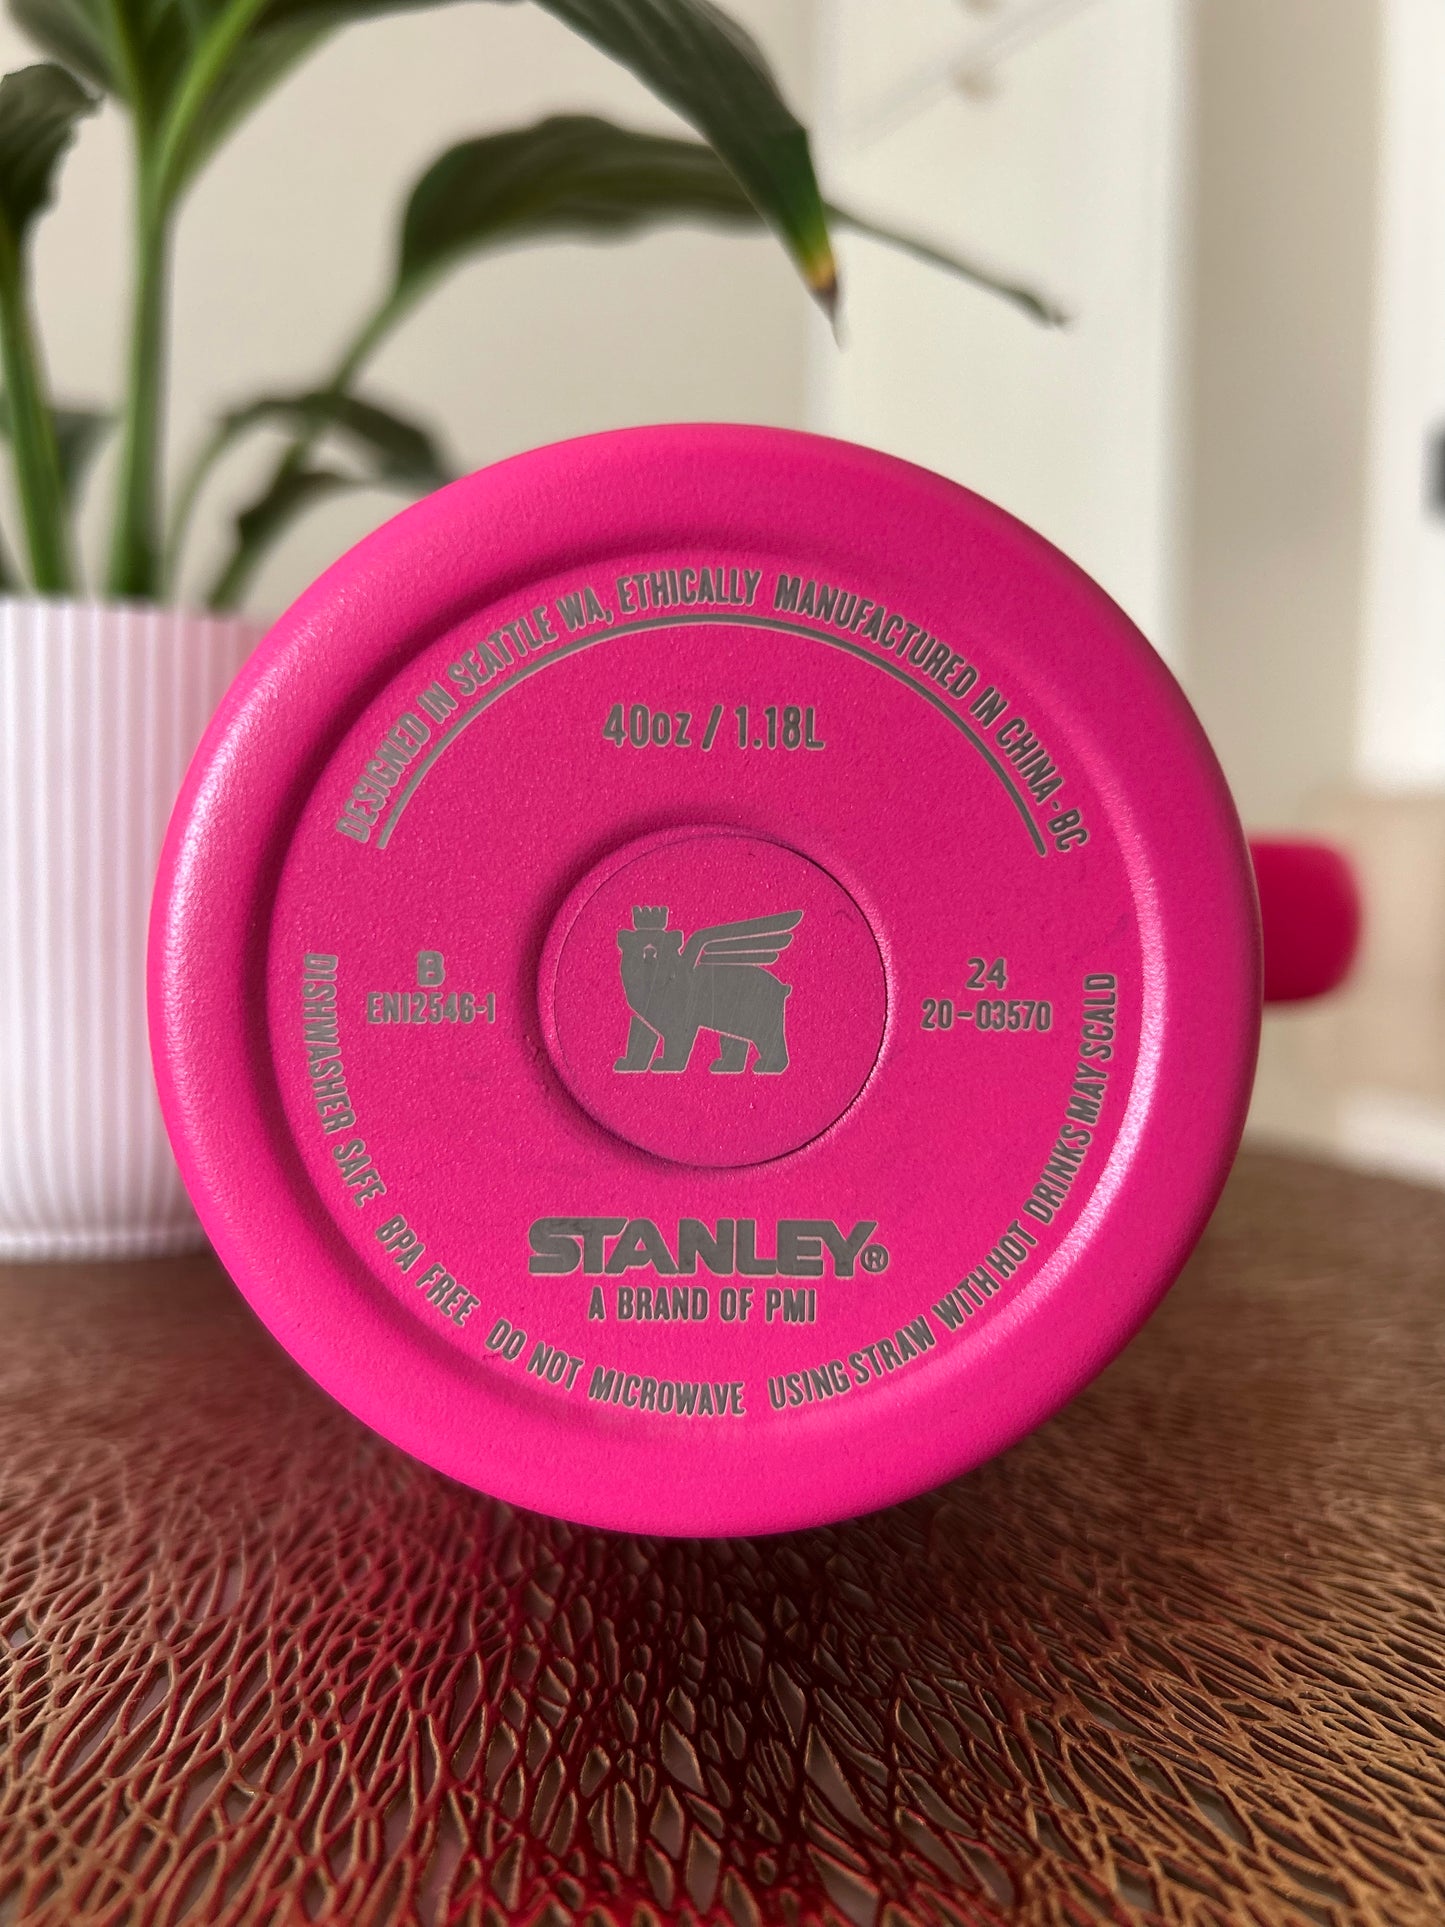 DESIGNED IN SEATTLE WA, ETHICALLY MANUFACTURED IN CHINA - BC
40oz / 1.18L
B
EN12546-1
24
20-03570
STANLEY®
A BRAND OF PMI
DISHWASHER SAFE BPA FREE DO NOT MICROWAVE USING STRAW WITH HOT DRINKS MAY SCALD